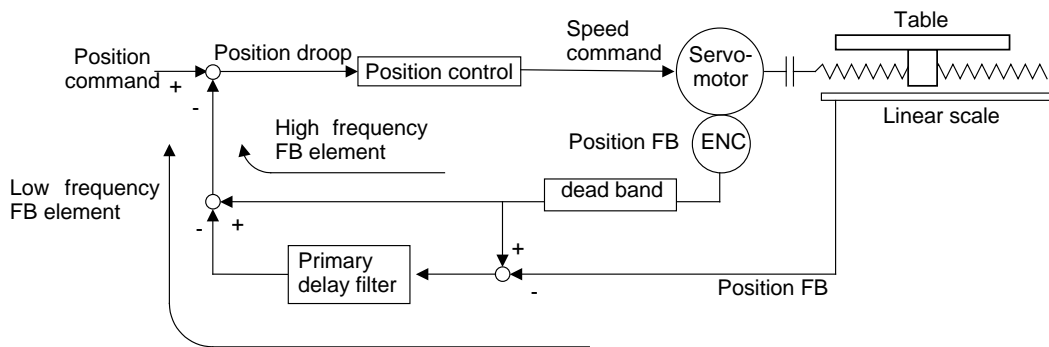 Table
Speed
command
Position
command
+
-
Position droop
Position control
Servo-
motor
Linear scale
High frequency
FB element
Position FB
ENC
Low frequency
FB element
dead band
-
+
+
-
Primary
delay filter
Position FB